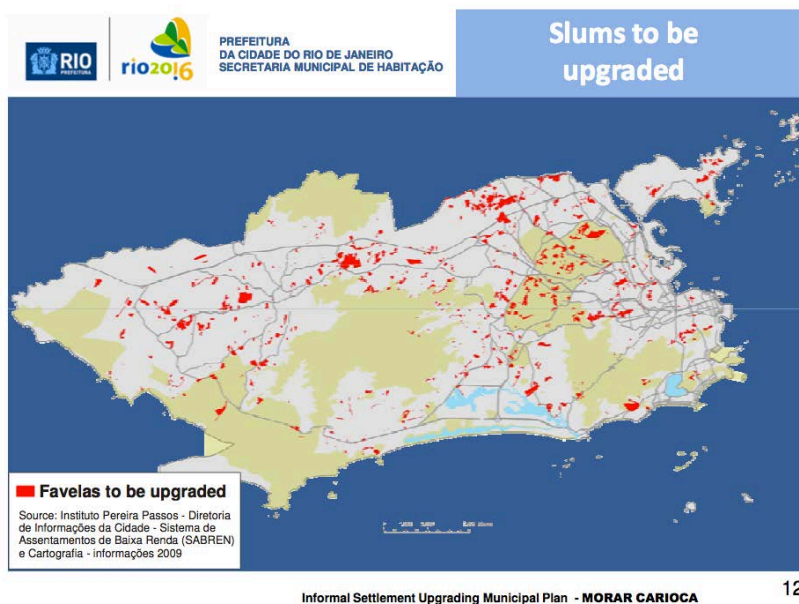 RIO
PREFEITURA
rio2016
PREFEITURA
DA CIDADE DO RIO DE JANEIRO
SECRETARIA MUNICIPAL DE HABITAÇÃO
Slums to be
upgraded
Favelas to be upgraded
Source: Instituto Pereira Passos - Diretoria
de Informações da Cidade - Sistema de
Assentamentos de Baixa Renda (SABREN)
e Cartografia - informações 2009
Informal Settlement Upgrading Municipal Plan - MORAR CARIOCA
12